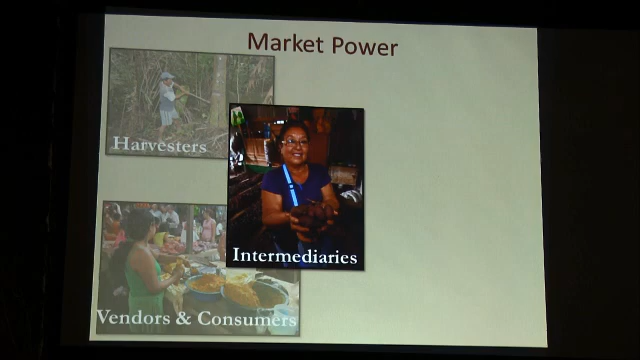 Market Power
Harvesters
Intermediaries
Vendors & Consumers